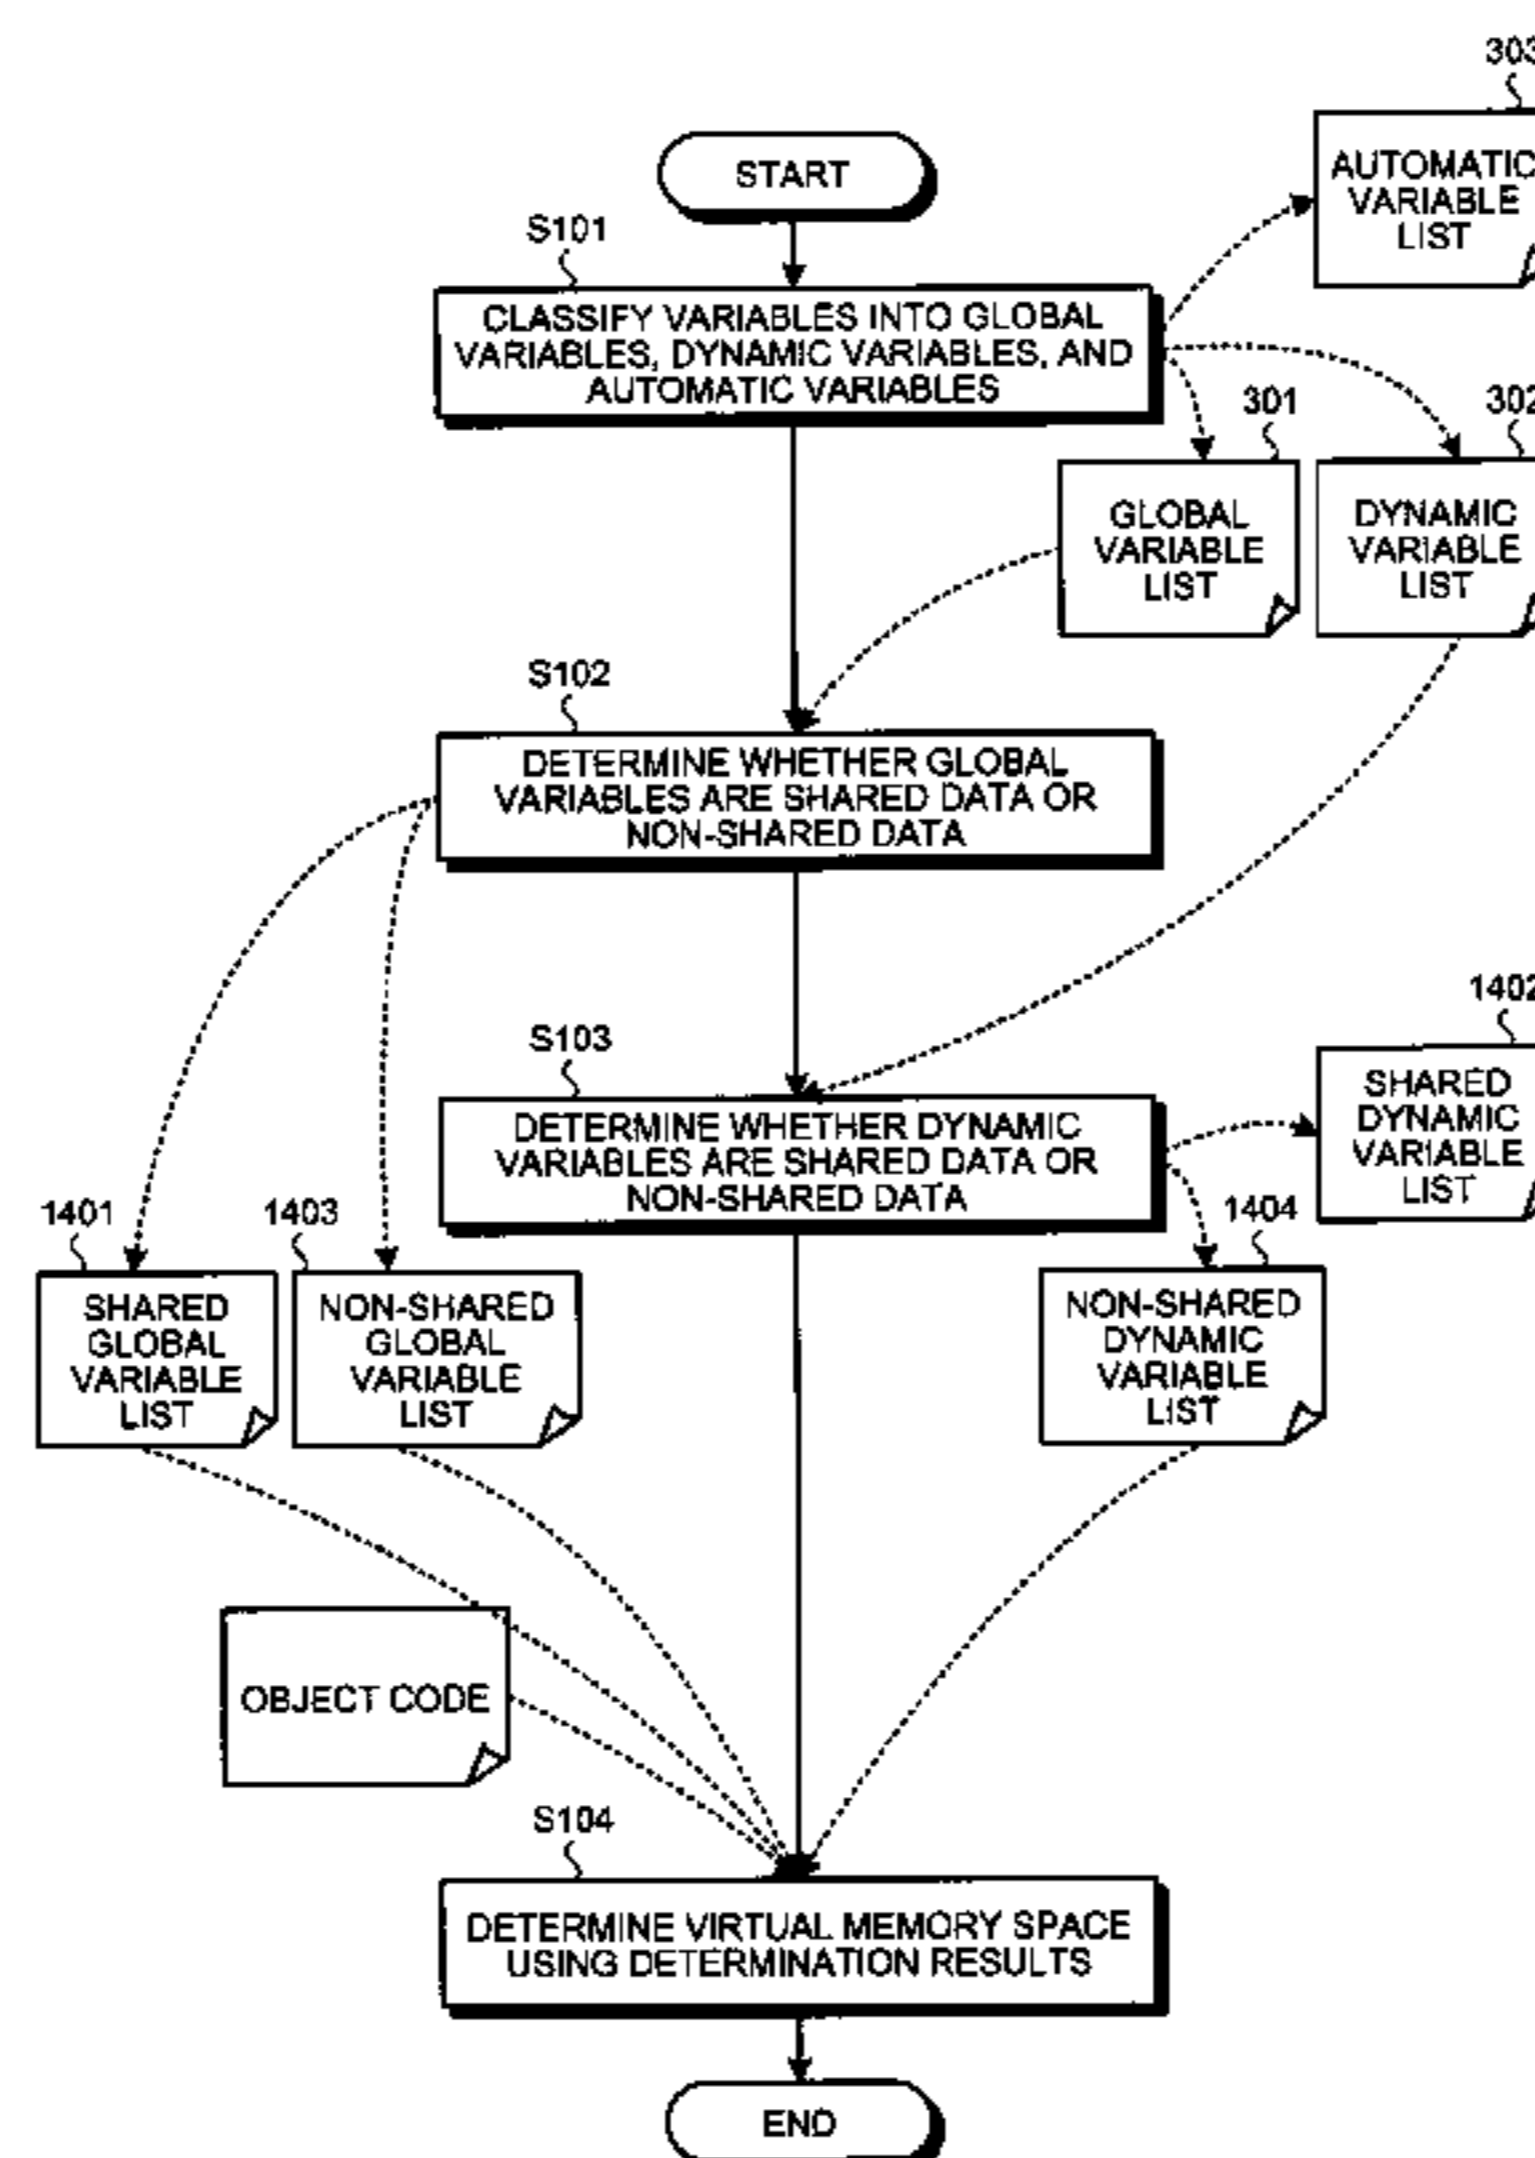 303
START
AUTOMATIC
VARIABLE
LIST
S101
CLASSIFY VARIABLES INTO GLOBAL
VARIABLES, DYNAMIC VARIABLES, AND
AUTOMATIC VARIABLES
301
302
GLOBAL
VARIABLE
LIST
DYNAMIC
VARIABLE
LIST
S102
DETERMINE WHETHER GLOBAL
VARIABLES ARE SHARED DATA OR
NON-SHARED DATA
1402
S103
SHARED
DYNAMIC
VARIABLE
LIST
DETERMINE WHETHER DYNAMIC
VARIABLES ARE SHARED DATA OR
NON-SHARED DATA
1401
1403
1404
SHARED
GLOBAL
VARIABLE
LIST
NON-SHARED
GLOBAL
VARIABLE
LIST
NON-SHARED
DYNAMIC
VARIABLE
LIST
OBJECT CODE
S104
DETERMINE VIRTUAL MEMORY SPACE
USING DETERMINATION RESULTS
END